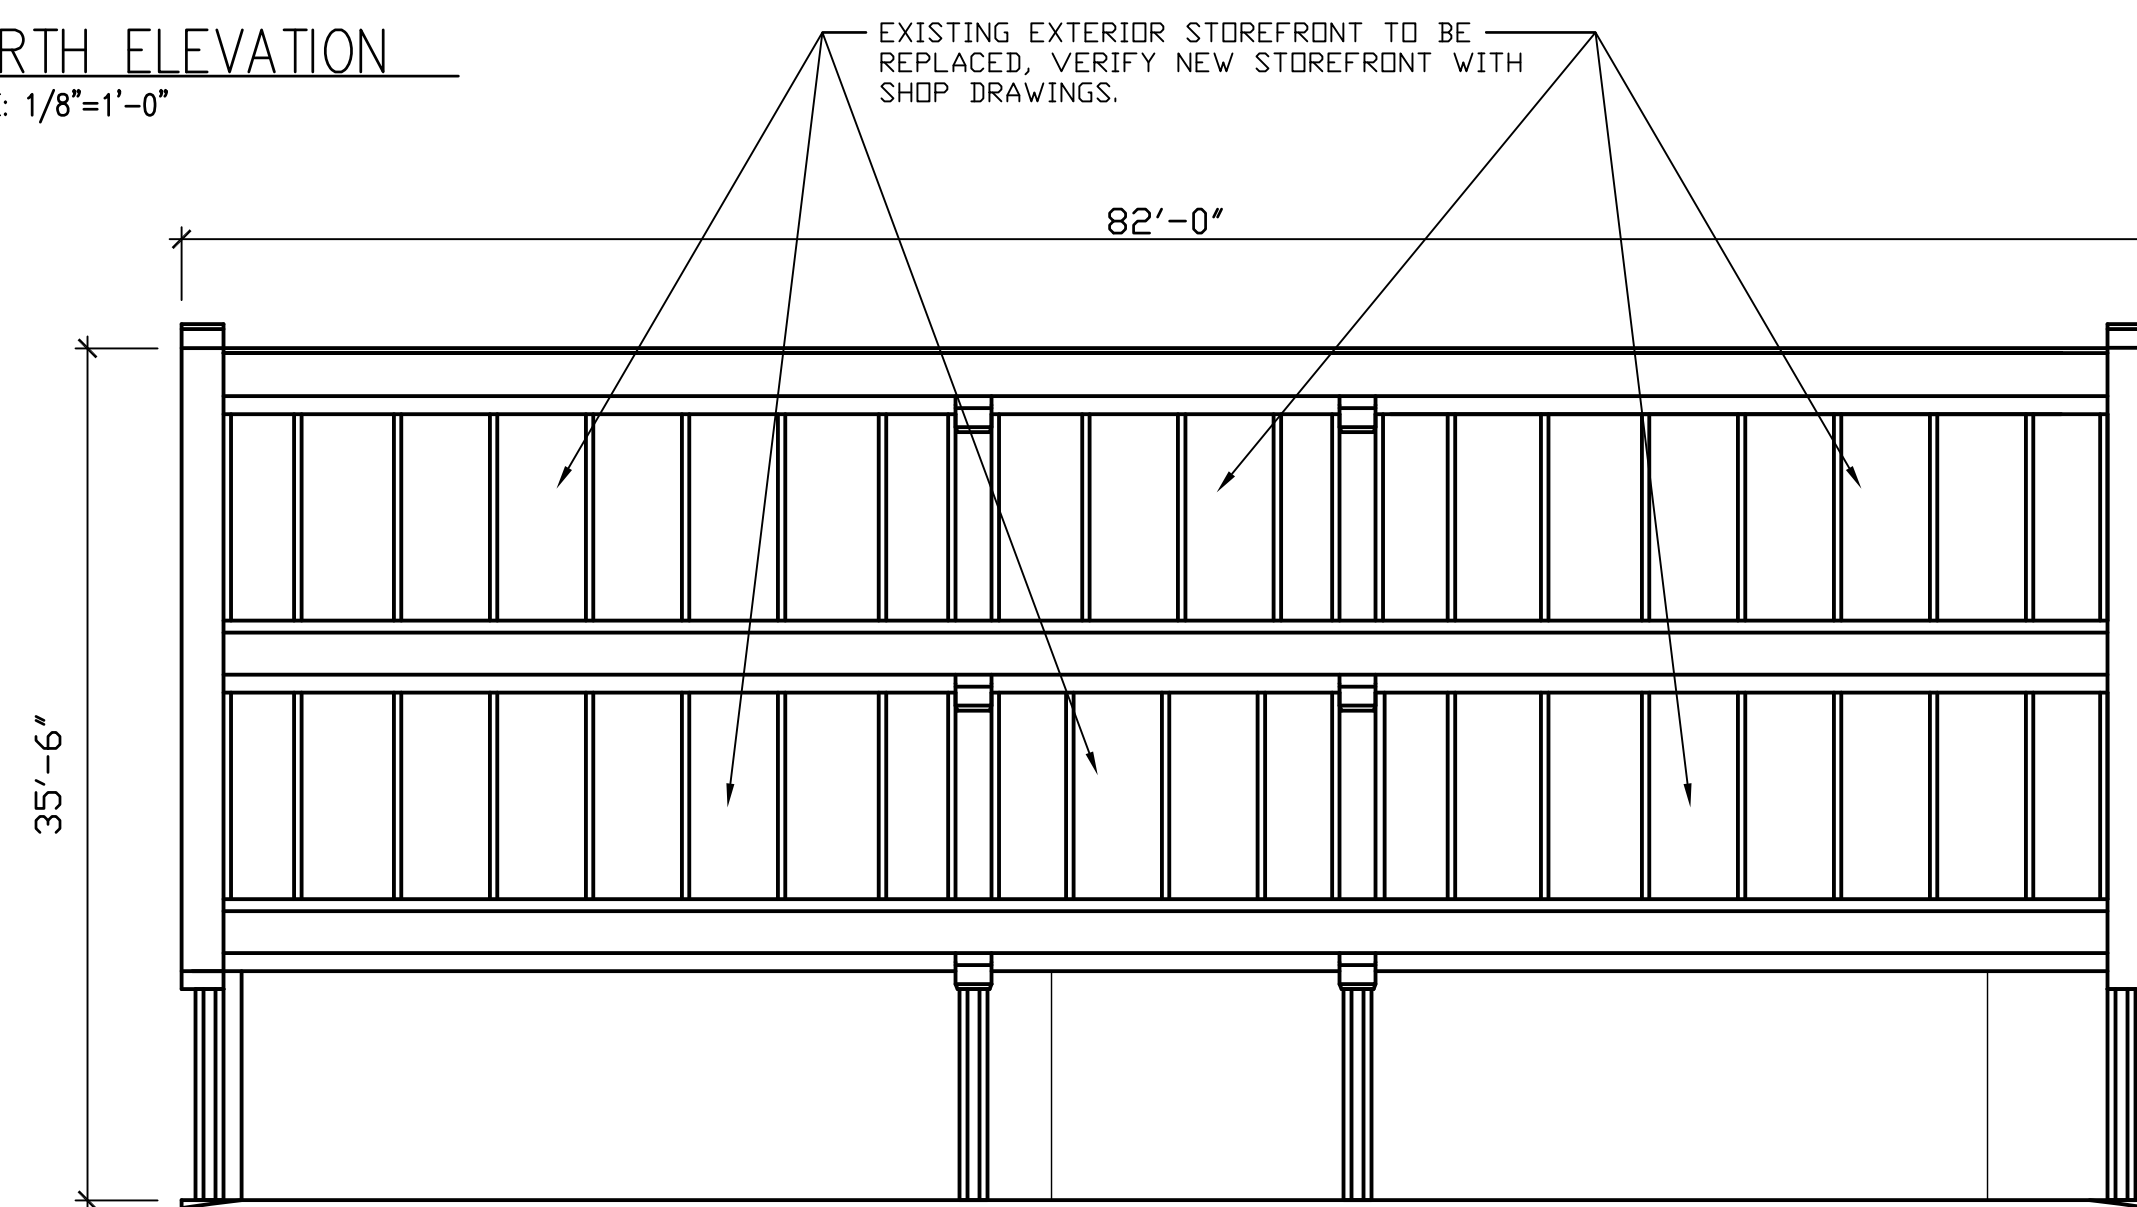 RTH ELEVATION
: 1/8"=1'-0"
EXISTING EXTERIOR STOREFRONT TO BE
REPLACED, VERIFY NEW STOREFRONT WITH
SHOP DRAWINGS.
82'-0"
35'-6"